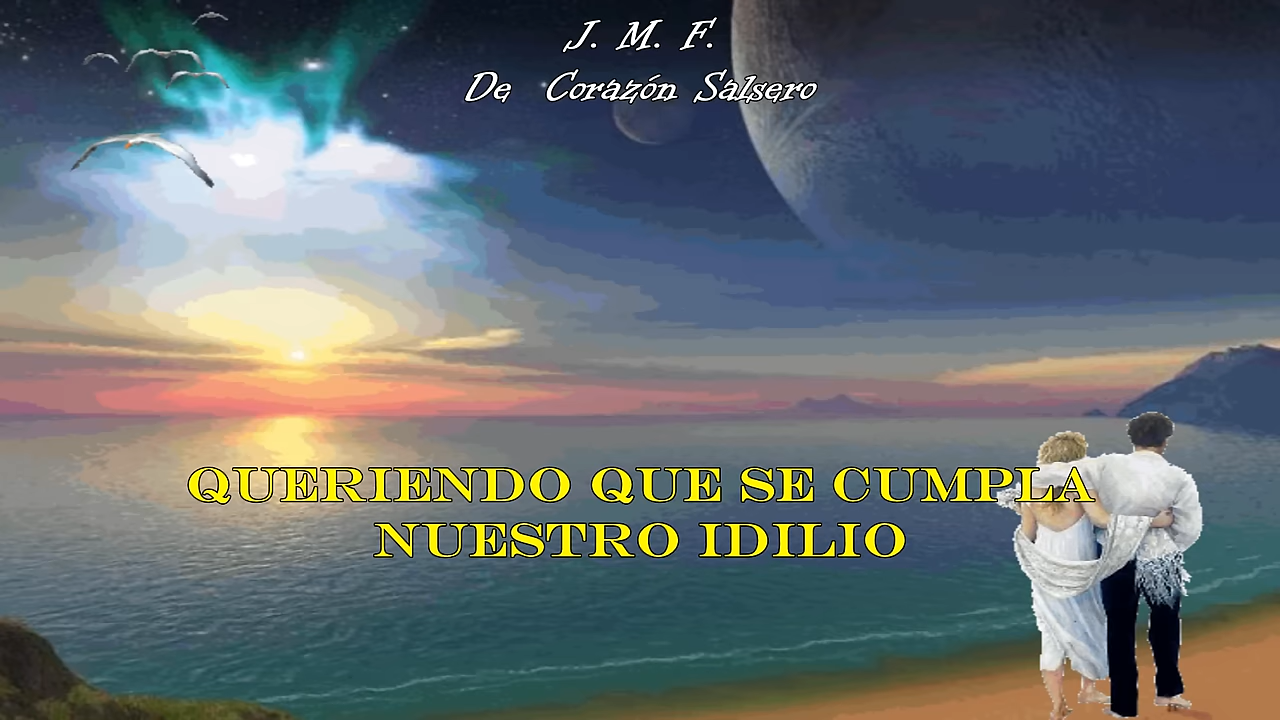 J. M. F.
De Corazón Salsero
QUERIENDO QUE SE CUMPLA
NUESTRO IDILIO